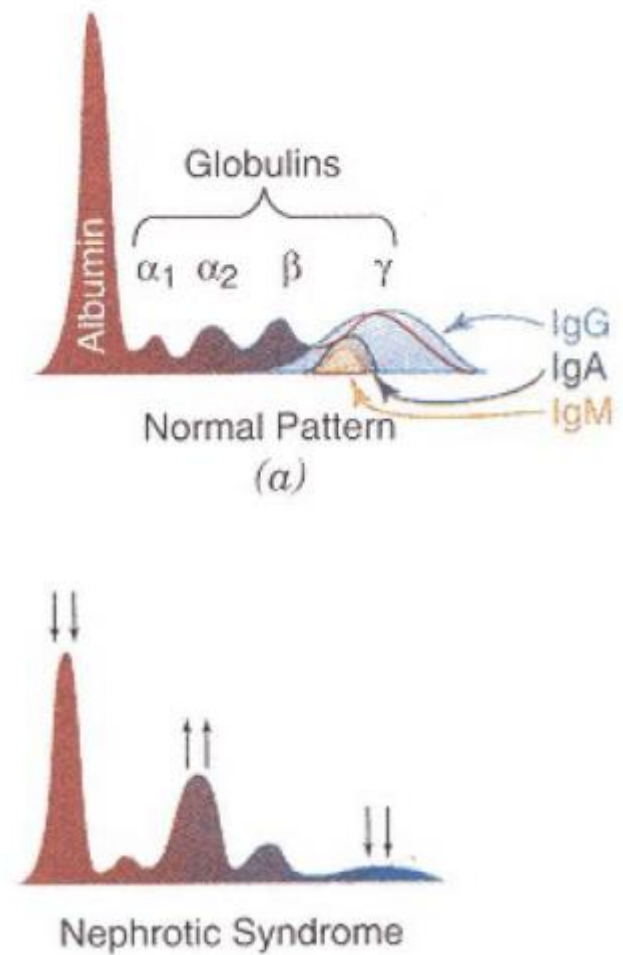 Globulins
Albumin
α1 α2 β γ
IgG
IgA
IgM
Normal Pattern
(a)
Nephrotic Syndrome